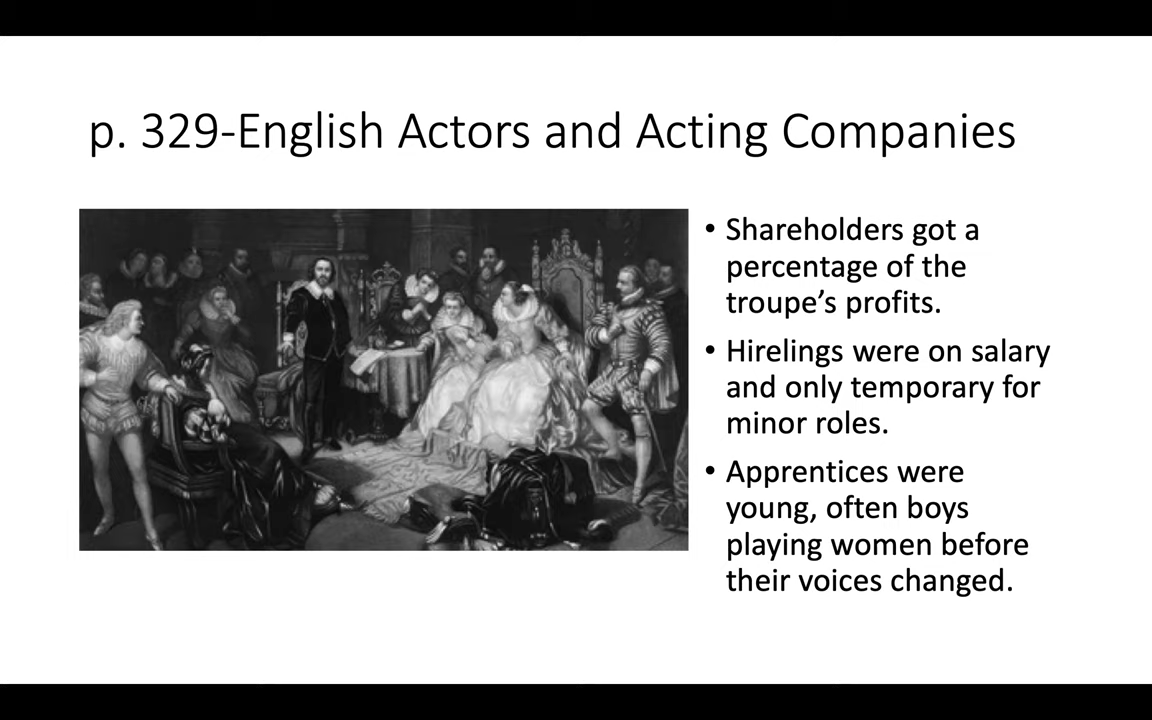 p. 329-English Actors and Acting Companies
• Shareholders got a
percentage of the
troupe’s profits.
• Hirelings were on salary
and only temporary for
minor roles.
• Apprentices were
young, often boys
playing women before
their voices changed.